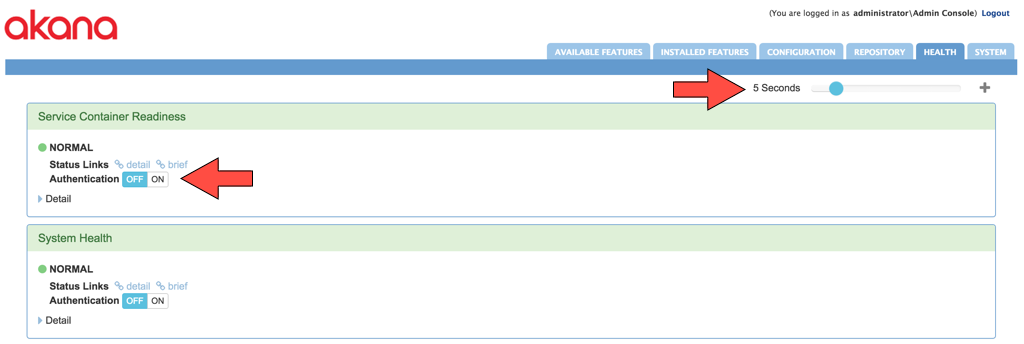 (You are logged in as administrator\Admin Console) Logout
akana
AVAILABLE FEATURES INSTALLED FEATURES CONFIGURATION REPOSITORY HEALTH SYSTEM
5 Seconds
Service Container Readiness
NORMAL
Status Links detail brief
Authentication OFF ON
Detail
System Health
NORMAL
Status Links detail brief
Authentication OFF ON
Detail